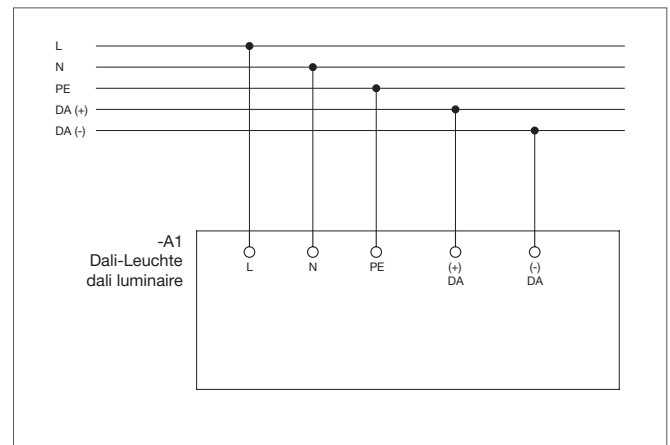 L
N
PE
DA (+)
DA (-)
-A1
Dali-Leuchte
dali luminaire
L N PE (+) (-)
DA DA